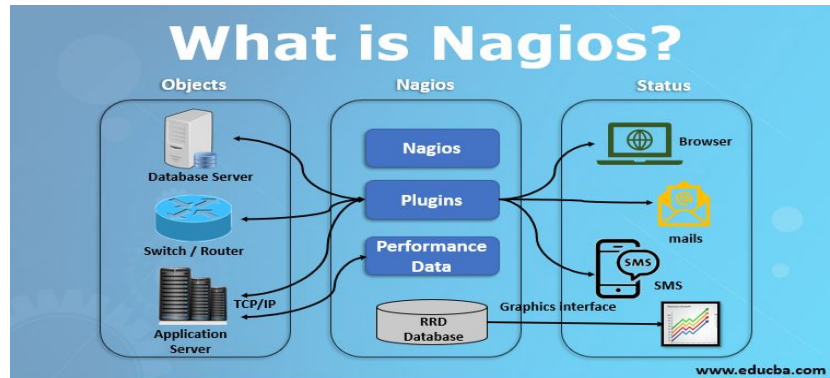 What is Nagios?
Objects
Nagios
Status
Database Server
Switch / Router
TCP/IP
Application
Server
Nagios
Plugins
Performance
Data
RRD
Database
Graphics interface
Browser
mails
SMS
SMS
www.educba.com